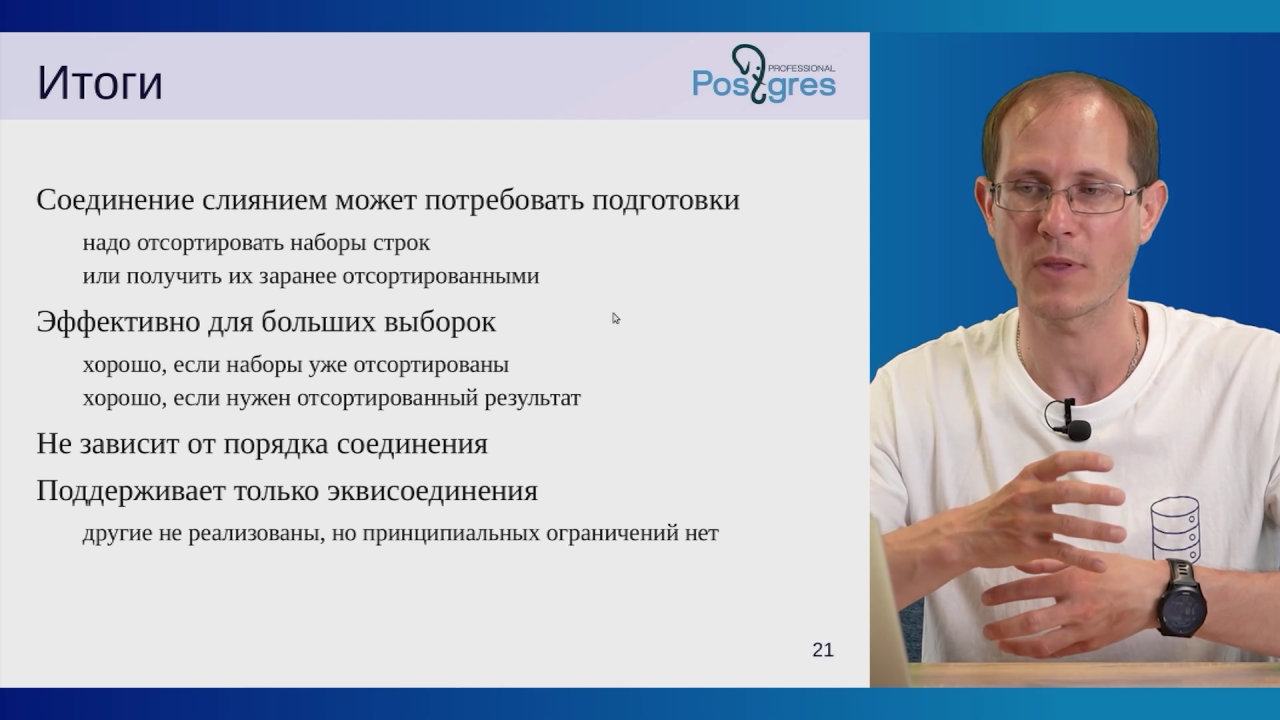 Итоги
PROFESSIONAL
Postgres
Соединение слиянием может потребовать подготовки
надо отсортировать наборы строк
или получить их заранее отсортированными
Эффективно для больших выборок
хорошо, если наборы уже отсортированы
хорошо, если нужен отсортированный результат
Не зависит от порядка соединения
Поддерживает только эквисоединения
другие не реализованы, но принципиальных ограничений нет
21